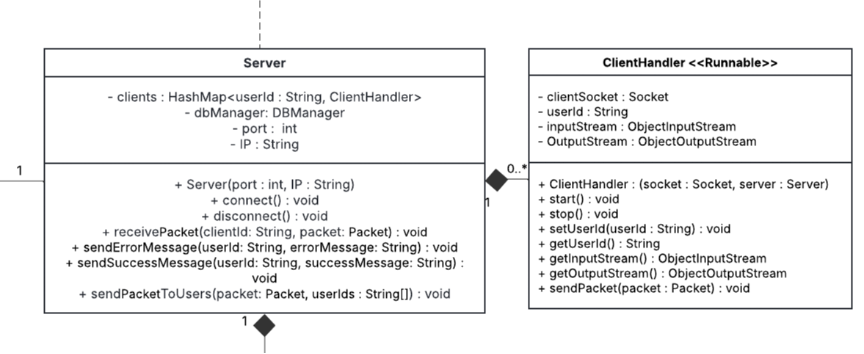 Server
- clients : HashMap<userId : String, ClientHandler>
- dbManager: DBManager
- port : int
- IP : String
+ Server(port : int, IP : String)
+ connect() : void
+ disconnect() : void
+ receivePacket(clientId: String, packet: Packet) : void
+ sendErrorMessage(userId: String, errorMessage: String) : void
+ sendSuccessMessage(userId: String, successMessage: String) :
void
+ sendPacketToUsers(packet: Packet, userIds : String[]) : void
1
1
1
0..*
ClientHandler <<Runnable>>
- clientSocket : Socket
- userId : String
- inputStream : ObjectInputStream
- OutputStream : ObjectOutputStream
+ ClientHandler : (socket : Socket, server : Server)
+ start() : void
+ stop() : void
+ setUserId(userId : String) : void
+ getUserId() : String
+ getInputStream() : ObjectInputStream
+ getOutputStream() : ObjectOutputStream
+ sendPacket(packet : Packet) : void